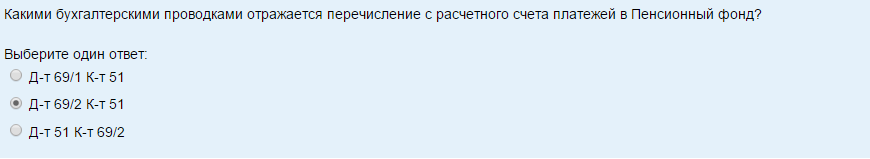 Какими бухгалтерскими проводками отражается перечисление с расчетного счета платежей в Пенсионный фонд?
Выберите один ответ:
Д-т 69/1 К-т 51
Д-т 69/2 К-т 51
Д-т 51 К-т 69/2